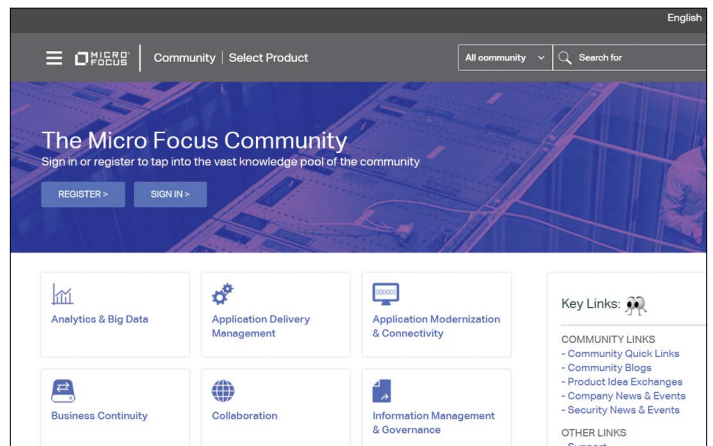 English
MICRO FOCUS
Community | Select Product
All community
Search for
The Micro Focus Community
Sign in or register to tap into the vast knowledge pool of the community
REGISTER >
SIGN IN >
Analytics & Big Data
Application Delivery
Management
000001
Application Modernization
& Connectivity
Business Continuity
Collaboration
Information Management
& Governance
Key Links:
COMMUNITY LINKS
- Community Quick Links
- Community Blogs
- Product Idea Exchanges
- Company News & Events
- Security News & Events
OTHER LINKS
- Support